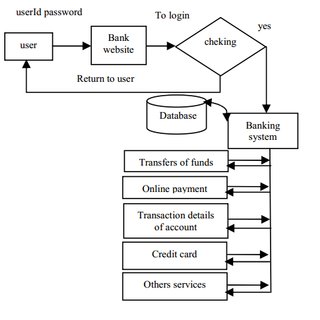 userId password
To login
yes
user
Bank
website
cheking
Return to user
Database
Banking
system
Transfers of funds
Online payment
Transaction details
of account
Credit card
Others services